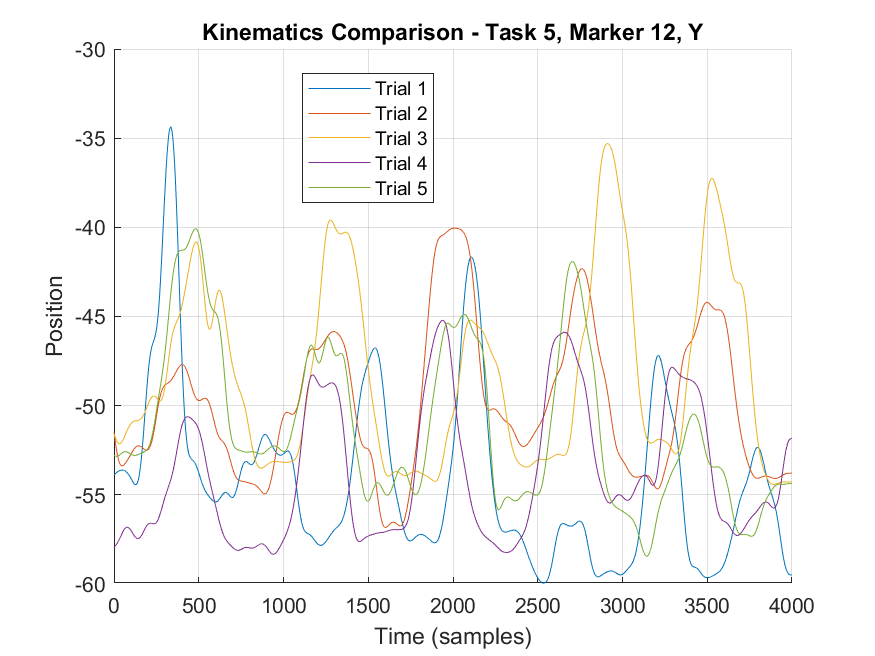 Kinematics Comparison - Task 5, Marker 12, Y
-30
-35
-40
-45
-50
-55
-60
Position
Trial 1
Trial 2
Trial 3
Trial 4
Trial 5
0 500 1000 1500 2000 2500 3000 3500 4000
Time (samples)